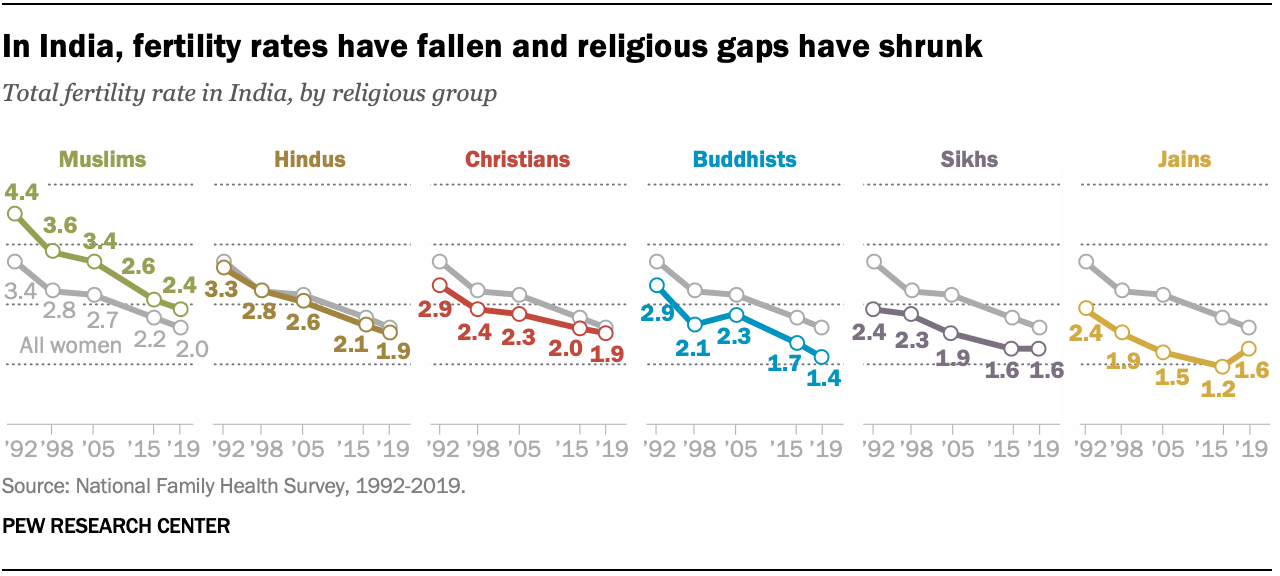 In India, fertility rates have fallen and religious gaps have shrunk
Total fertility rate in India, by religious group
Muslims Hindus Christians Buddhists Sikhs Jains
4.4 3.6 3.4 2.6 2.4
3.4 2.8 2.7 2.2 2.0
All women
3.3 2.8 2.6 2.1 1.9
2.9 2.4 2.3 2.0 1.9
2.9 2.1 2.3 1.7 1.4
2.4 2.3 1.9 1.6 1.6
2.4 1.9 1.5 1.2 1.6
’92 ’98 ’05 ’15 ’19 ’92 ’98 ’05 ’15 ’19 ’92 ’98 ’05 ’15 ’19 ’92 ’98 ’05 ’15 ’19 ’92 ’98 ’05 ’15 ’19 ’92 ’98 ’05 ’15 ’19
Source: National Family Health Survey, 1992-2019.
PEW RESEARCH CENTER